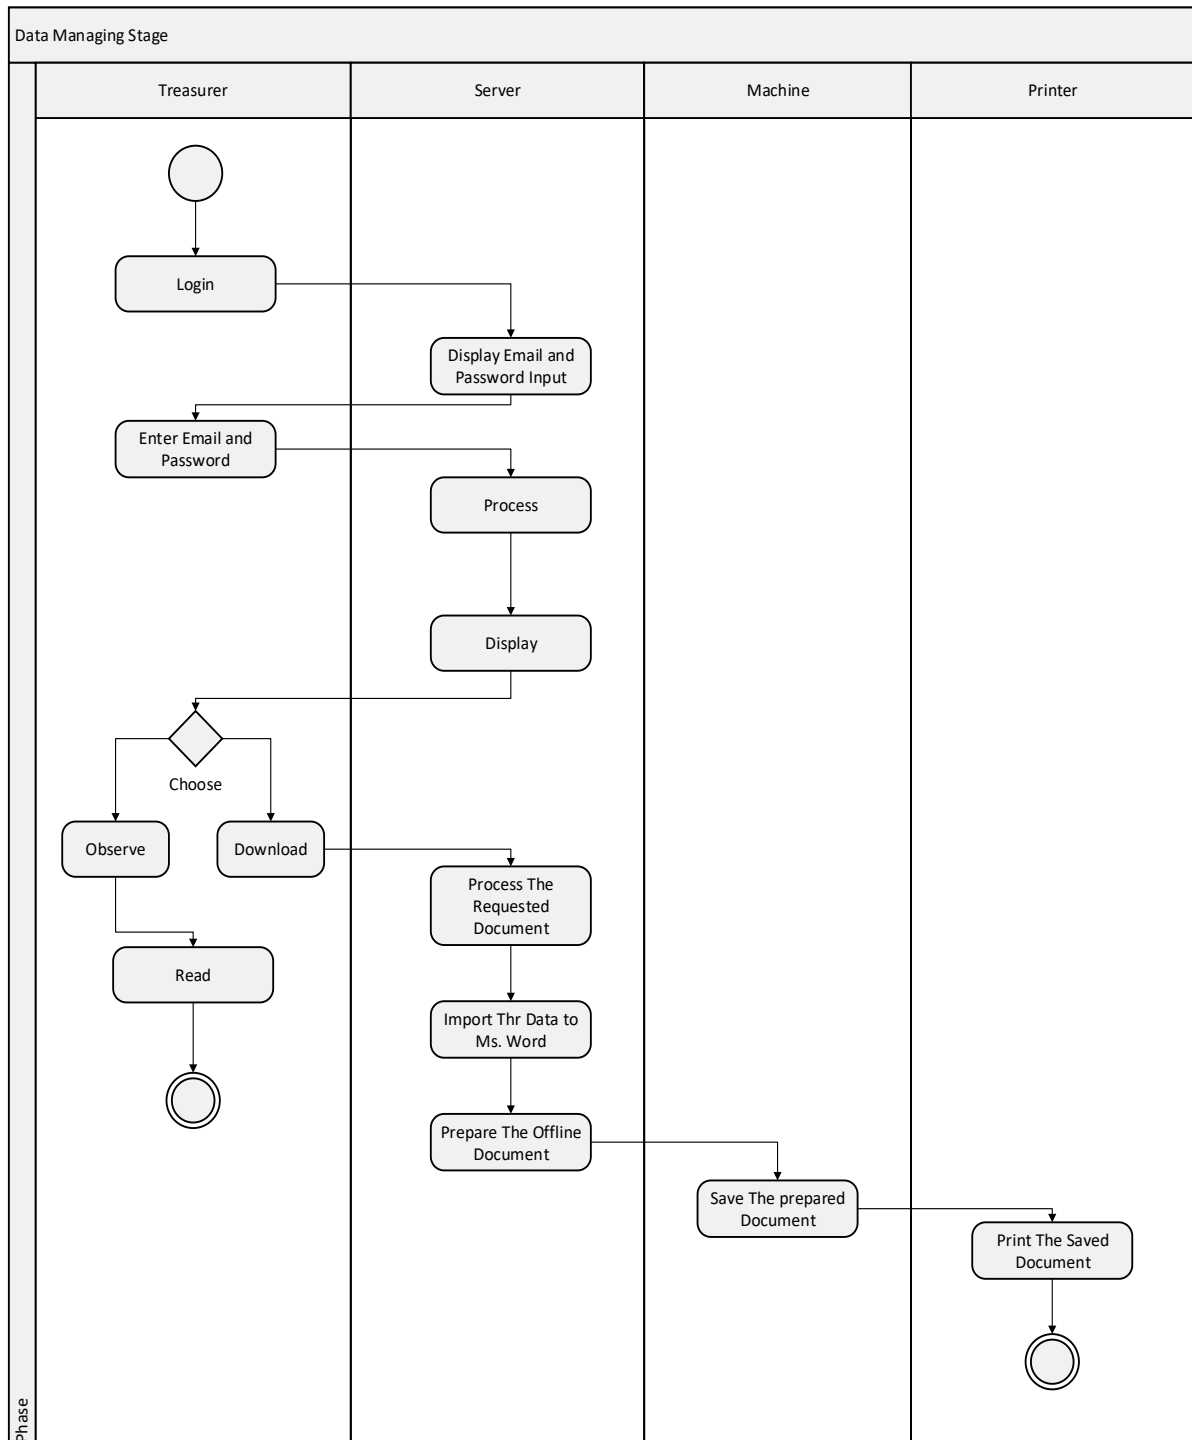 Data Managing Stage
Treasurer
Server
Machine
Printer
Login
Display Email and
Password Input
Enter Email and
Password
Process
Display
Choose
Observe
Download
Process The
Requested
Document
Read
Import Thr Data to
Ms. Word
Prepare The Offline
Document
Save The prepared
Document
Print The Saved
Document
Phase